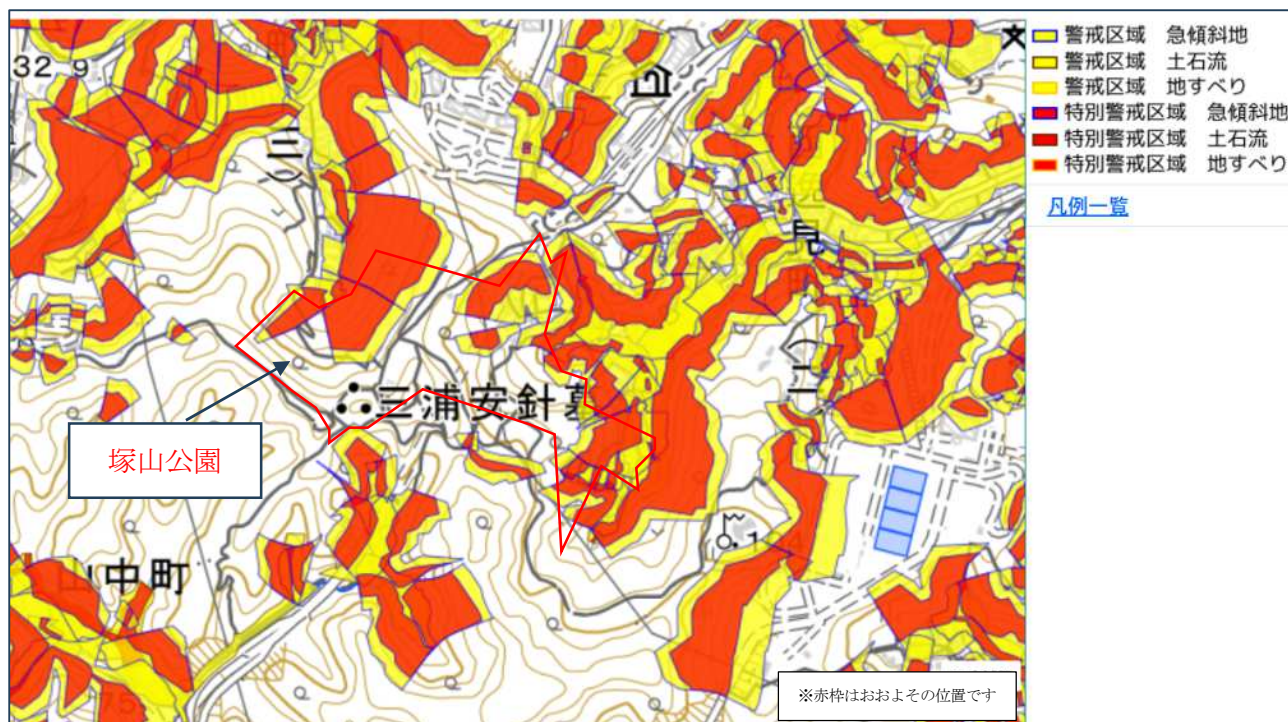 警戒区域 急傾斜地
警戒区域 土石流
警戒区域 地すべり
特別警戒区域 急傾斜地
特別警戒区域 土石流
特別警戒区域 地すべり
凡例一覧
32.9
三浦安針墓
塚山公園
山中町
75
※赤枠はおおよその位置です